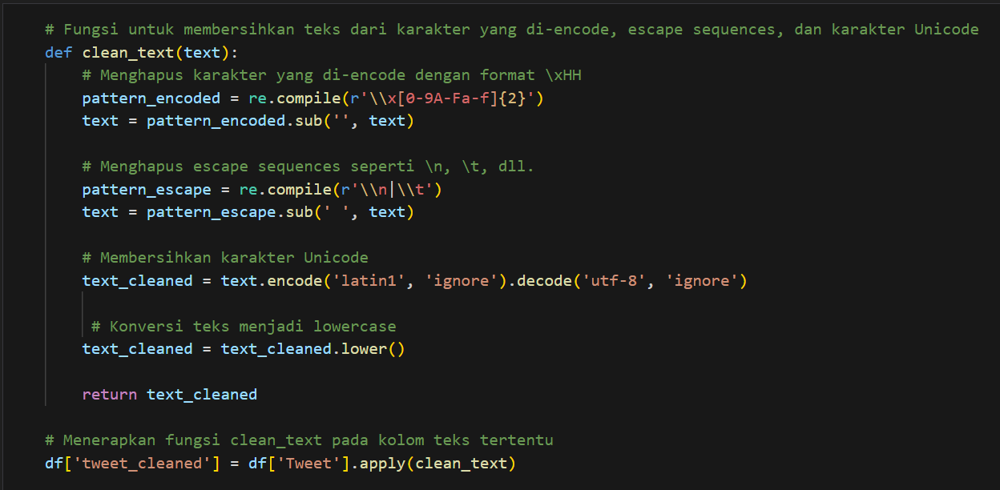 # Fungsi untuk membersihkan teks dari karakter yang di-encode, escape sequences, dan karakter Unicode
def clean_text(text):
    # Menghapus karakter yang di-encode dengan format \xHH
    pattern_encoded = re.compile(r'\\x[0-9A-Fa-f]{2}')
    text = pattern_encoded.sub('', text)

    # Menghapus escape sequences seperti \n, \t, dll.
    pattern_escape = re.compile(r'\\n|\\t')
    text = pattern_escape.sub(' ', text)

    # Membersihkan karakter Unicode
    text_cleaned = text.encode('latin1', 'ignore').decode('utf-8', 'ignore')

     # Konversi teks menjadi lowercase
    text_cleaned = text_cleaned.lower()

    return text_cleaned

# Menerapkan fungsi clean_text pada kolom teks tertentu
df['tweet_cleaned'] = df['Tweet'].apply(clean_text)